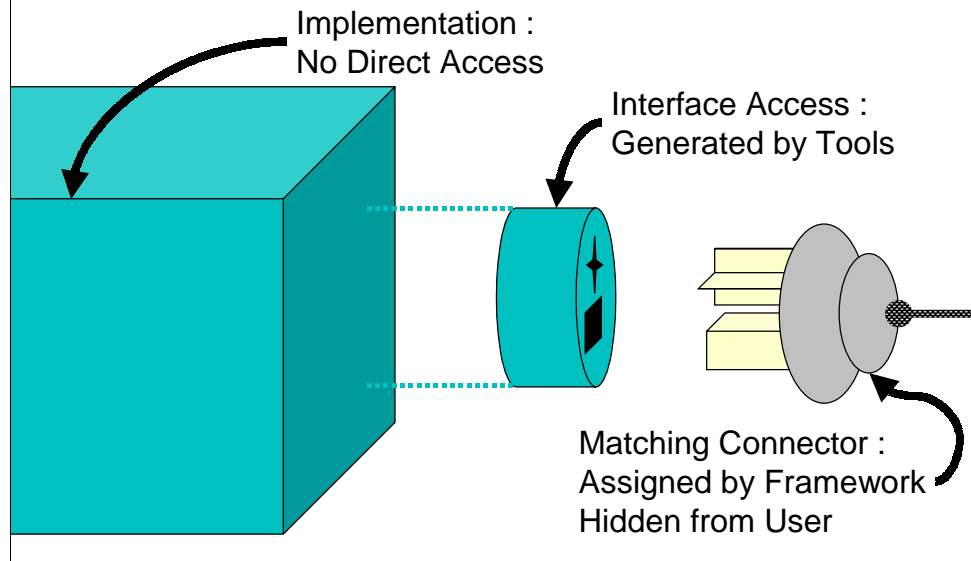 Implementation :
No Direct Access
Interface Access :
Generated by Tools
Matching Connector :
Assigned by Framework
Hidden from User